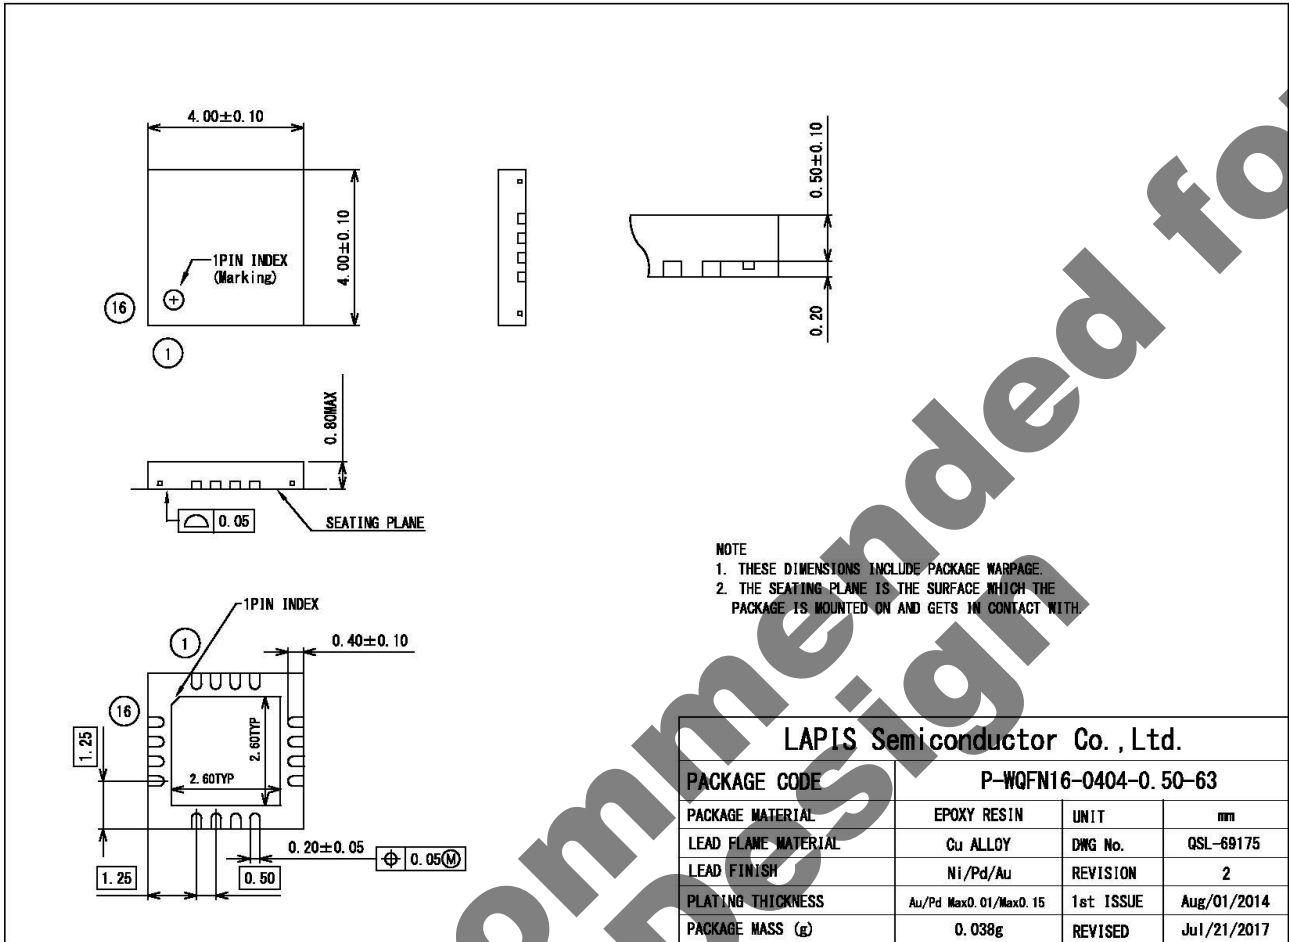 4.00±0.10
4.00±0.10
1PIN INDEX
(Marking)
16
1
0.50±0.10
0.20
0.80MAX
0.05
SEATING PLANE
NOTE
1. THESE DIMENSIONS INCLUDE PACKAGE WARPAGE.
2. THE SEATING PLANE IS THE SURFACE WHICH THE
PACKAGE IS MOUNTED ON AND GETS IN CONTACT WITH.
1PIN INDEX
1
0.40±0.10
16
1.25
2.60TYP
2.60TYP
0.20±0.05
0.05Ⓜ
1.25
0.50
LAPIS Semiconductor Co.,Ltd.
PACKAGE CODE P-WQFN16-0404-0.50-63
PACKAGE MATERIAL EPOXY RESIN UNIT mm
LEAD FLAME MATERIAL Cu ALLOY DWG No. QSL-69175
LEAD FINISH Ni/Pd/Au REVISION 2
PLATING THICKNESS Au/Pd Max0.01/Max0.15 1st ISSUE Aug/01/2014
PACKAGE MASS (g) 0.038g REVISED Jul/21/2017
ommended fo
Design